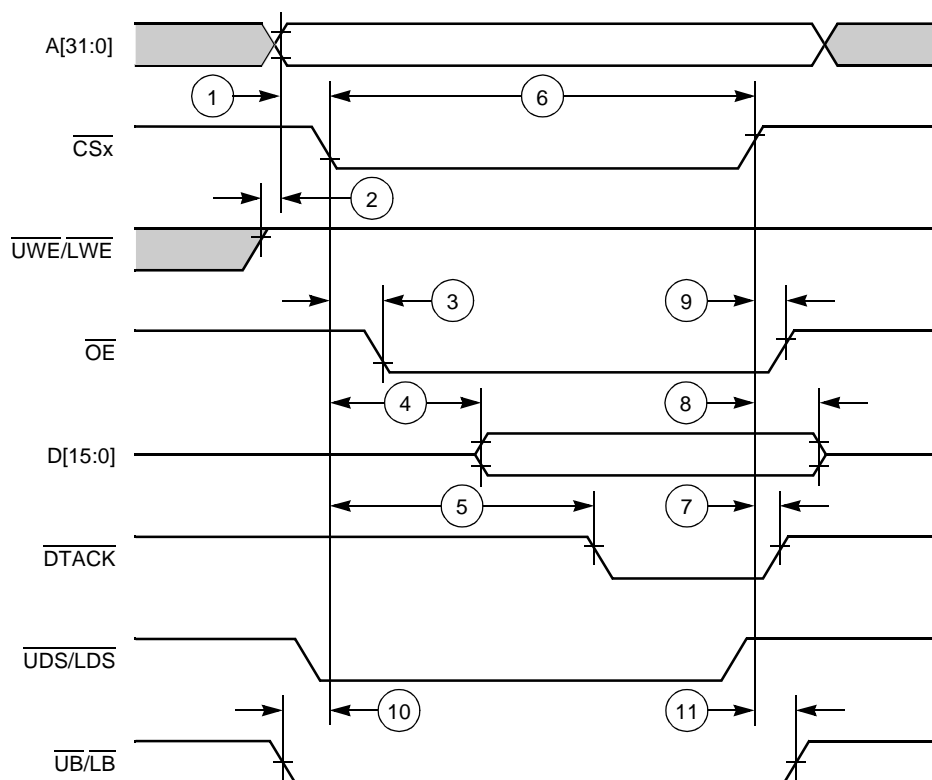 A[31:0]
1
6
CSx
2
UWE/LWE
3
9
OE
4
8
D[15:0]
5
7
DTACK
UDS/LDS
10
11
UB/LB